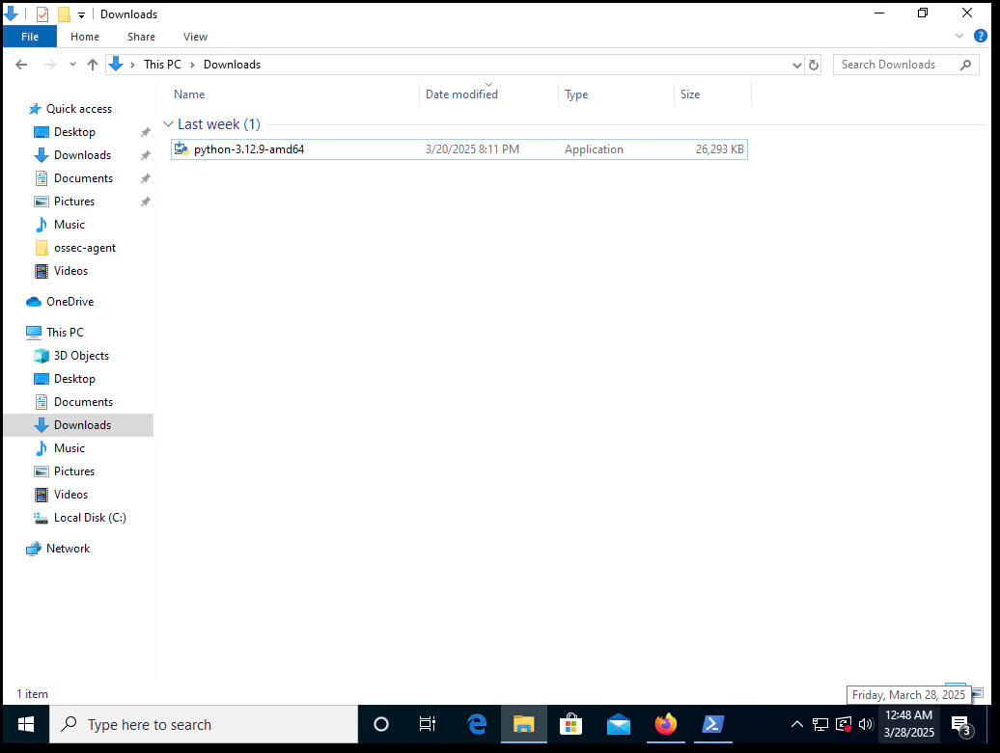 Downloads
File Home Share View
This PC Downloads Search Downloads
Name Date modified Type Size
Last week (1)
python-3.12.9-amd64 3/20/2025 8:11 PM Application 26,293 KB
Quick access
Desktop
Downloads
Documents
Pictures
Music
ossec-agent
Videos
OneDrive
This PC
3D Objects
Desktop
Documents
Downloads
Music
Pictures
Videos
Local Disk (C:)
Network
1 item
Friday, March 28, 2025
Type here to search
12:48 AM
3/28/2025
3